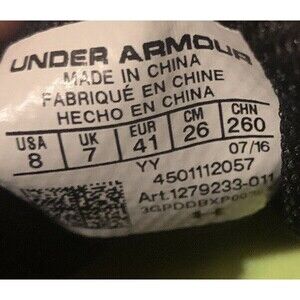 UNDER ARMOUR
MADE IN CHINA
FABRIQUÉ EN CHINE
HECHO EN CHINA
USA UK EUR CM CHN
8 7 41 26 260
YY 07/16
4501112057
Art.1279233-011